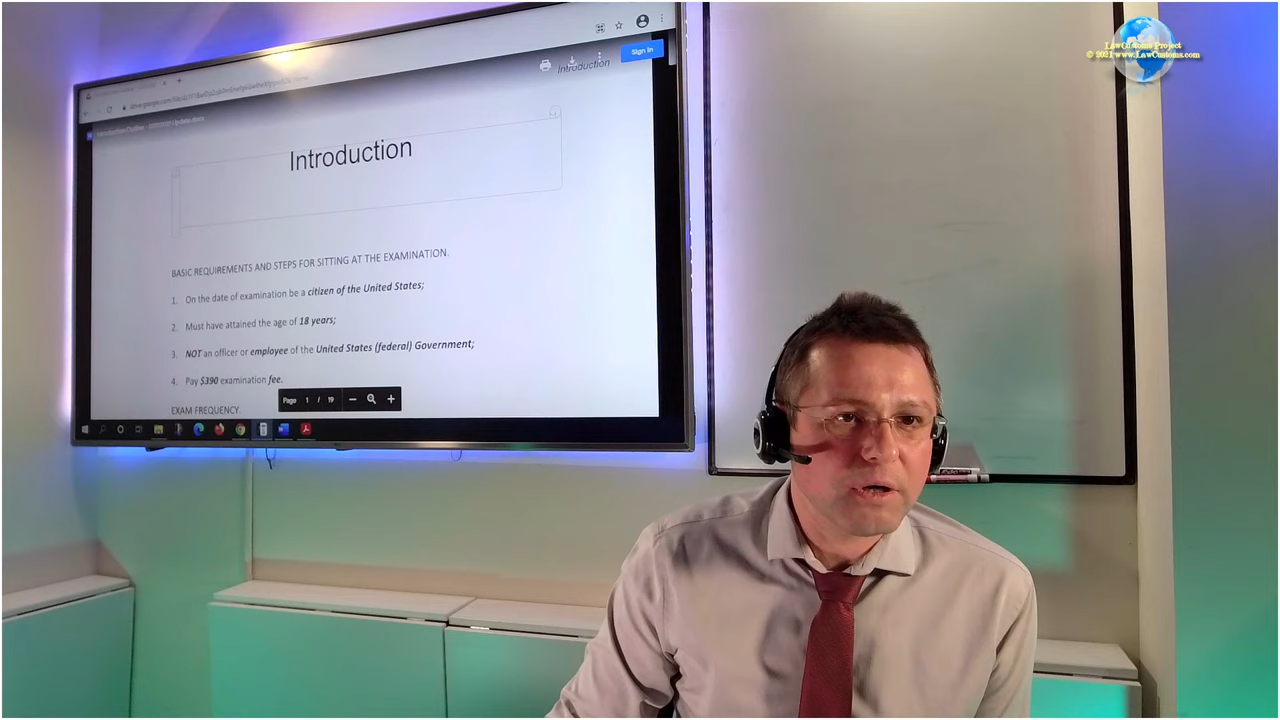 LawCustoms Project
© 2021 www.LawCustoms.com
Sign in
Introduction
Introduction
BASIC REQUIREMENTS AND STEPS FOR SITTING AT THE EXAMINATION.
1. On the date of examination be a citizen of the United States;
2. Must have attained the age of 18 years;
3. NOT an officer or employee of the United States (federal) Government;
4. Pay $390 examination fee.
Page 1 / 19
EXAM FREQUENCY.